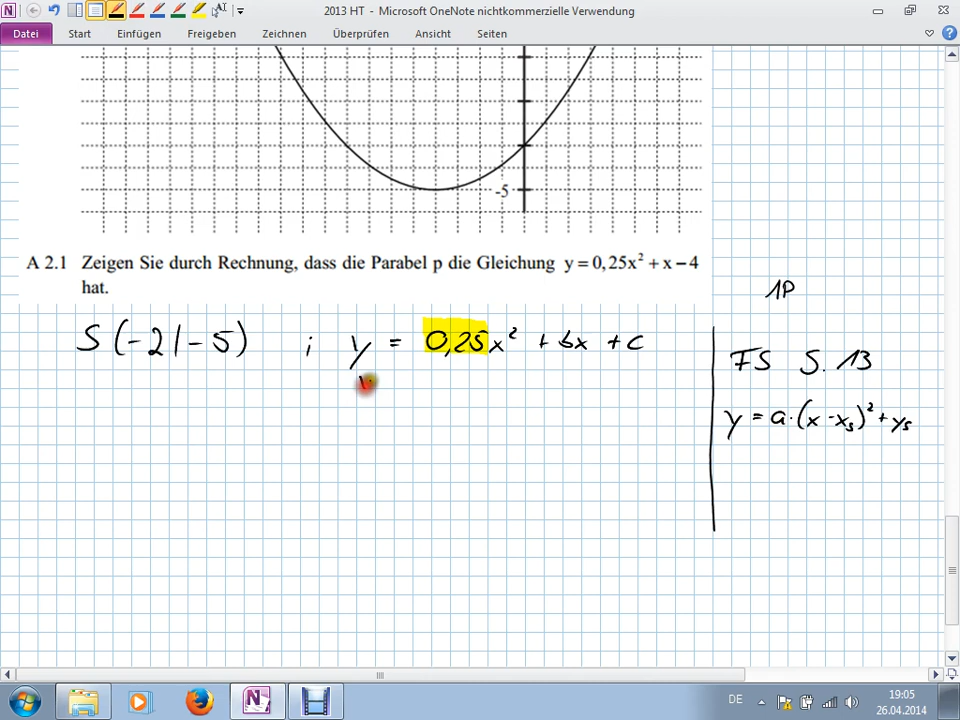 2013 HT - Microsoft OneNote nichtkommerzielle Verwendung
Datei Start Einfügen Freigeben Zeichnen Überprüfen Ansicht Seiten
-5
A 2.1 Zeigen Sie durch Rechnung, dass die Parabel p die Gleichung y = 0,25x² + x − 4
hat.
1P
S (-2 | -5) ; y = 0,25x² + bx + c
FS S. 13
y = a·(x - xs)² + ys
DE
19:05
26.04.2014